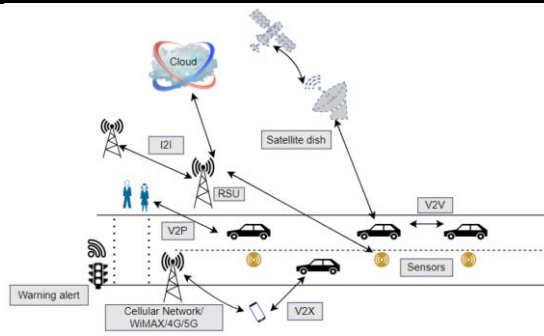 Cloud
I2I
Satellite dish
RSU
V2V
V2P
Sensors
Warning alert
Cellular Network/
WiMAX/4G/5G
V2X